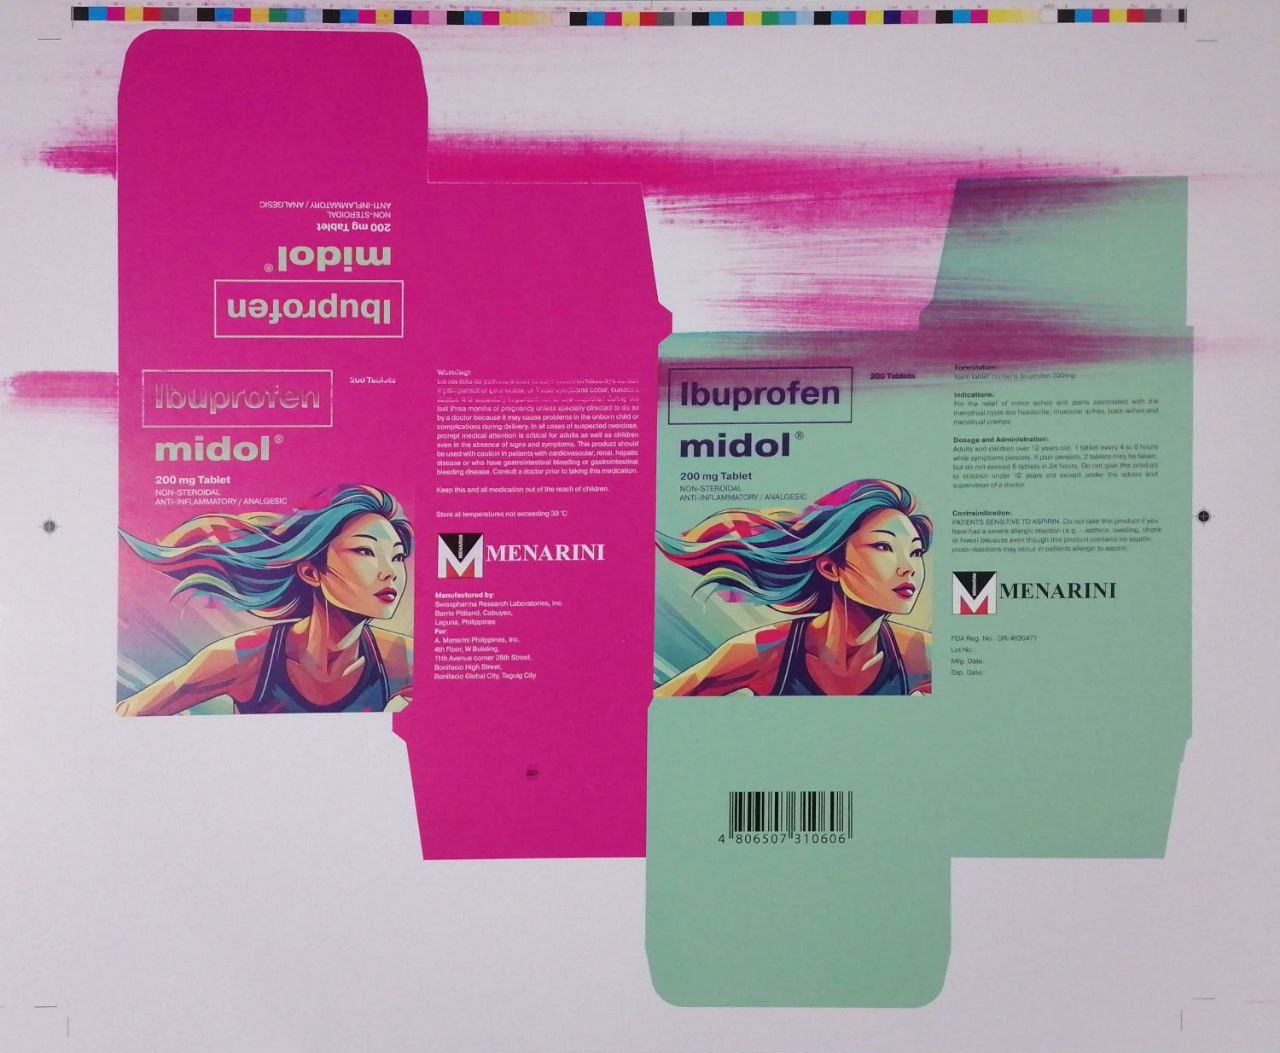 Ibuprofen
midol®
200 mg Tablet
NON-STEROIDAL
ANTI-INFLAMMATORY / ANALGESIC
Ibuprofen
200 Tablets
midol®
200 mg Tablet
NON-STEROIDAL
ANTI-INFLAMMATORY / ANALGESIC
Warning:
last three months of pregnancy unless specially directed to do so
by a doctor because it may cause problems in the unborn child or
complications during delivery. In all cases of suspected overdose,
prompt medical attention is critical for adults as well as children
even in the absence of signs and symptoms. This product should
be used with caution in patients with cardiovascular, renal, hepatic
disease or who have gastrointestinal bleeding or gastrointestinal
bleeding disease. Consult a doctor prior to taking this medication.
Keep this and all medication out of the reach of children.
Store at temperatures not exceeding 30 °C
MENARINI
MENARINI
Manufactured by:
Swisspharma Research Laboratories, Inc.
Barrio Pittland, Cabuyao,
Laguna, Philippines
For:
A. Menarini Philippines, Inc.
4th Floor, W Building,
11th Avenue corner 28th Street,
Bonifacio High Street,
Bonifacio Global City, Taguig City
Ibuprofen
200 Tablets
midol®
200 mg Tablet
NON-STEROIDAL
ANTI-INFLAMMATORY / ANALGESIC
Formulation:
Each tablet contains Ibuprofen 200mg
Indications:
For the relief of minor aches and pains associated with the
menstrual cycle like headache, muscular aches, back aches and
menstrual cramps.
Dosage and Administration:
Adults and children over 12 years old: 1 tablet every 4 to 6 hours
while symptoms persists. If pain persists, 2 tablets may be taken,
but do not exceed 6 tablets in 24 hours. Do not give this product
to children under 12 years old except under the advise and
supervision of a doctor.
Contraindication:
PATIENTS SENSITIVE TO ASPIRIN. Do not take this product if you
have had a severe allergic reaction (e.g. - asthma, swelling, shock
or hives) because even though this product contains no aspirin,
cross-reactions may occur in patients allergic to aspirin.
MENARINI
MENARINI
FDA Reg. No.: DR-XY30477
Lot No.:
Mfg. Date:
Exp. Date:
4 806507 310606